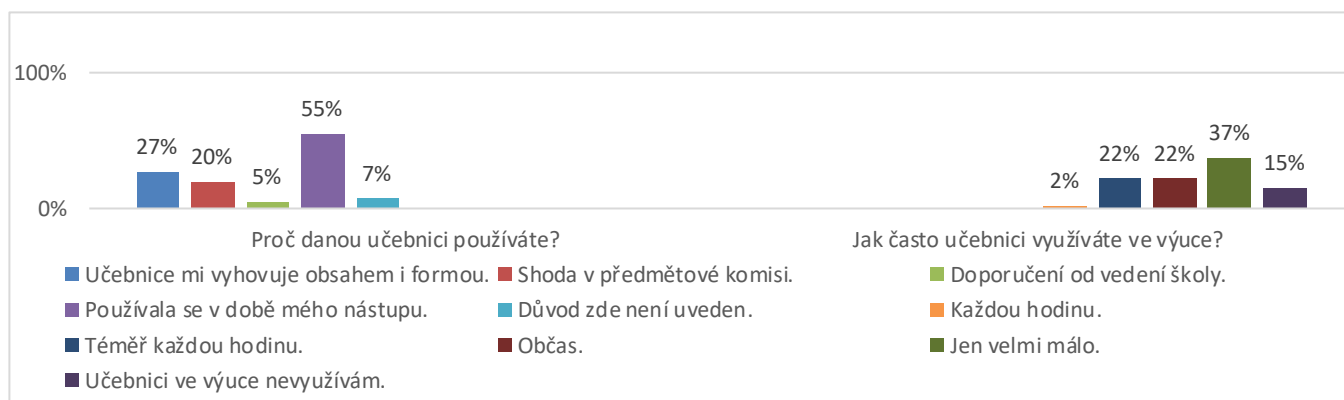 100%
55%
27% 20% 5% 7% 2% 22% 22% 37% 15%
0%
Proč danou učebnici používáte? Jak často učebnici využíváte ve výuce?
Učebnice mi vyhovuje obsahem i formou. Shoda v předmětové komisi. Doporučení od vedení školy.
Používala se v době mého nástupu. Důvod zde není uveden. Každou hodinu.
Téměř každou hodinu. Občas. Jen velmi málo.
Učebnici ve výuce nevyužívám.